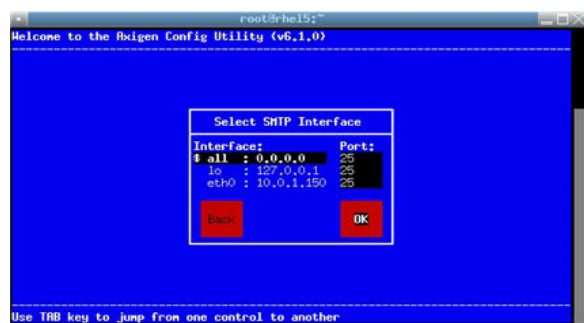 root@rhel5:~
Welcome to the Axigen Config Utility (v6.1.0)
Select SMTP Interface
Interface: Port:
$ all : 0.0.0.0 25
lo : 127.0.0.1 25
eth0 : 10.0.1.150 25
Back OK
Use TAB key to jump from one control to another